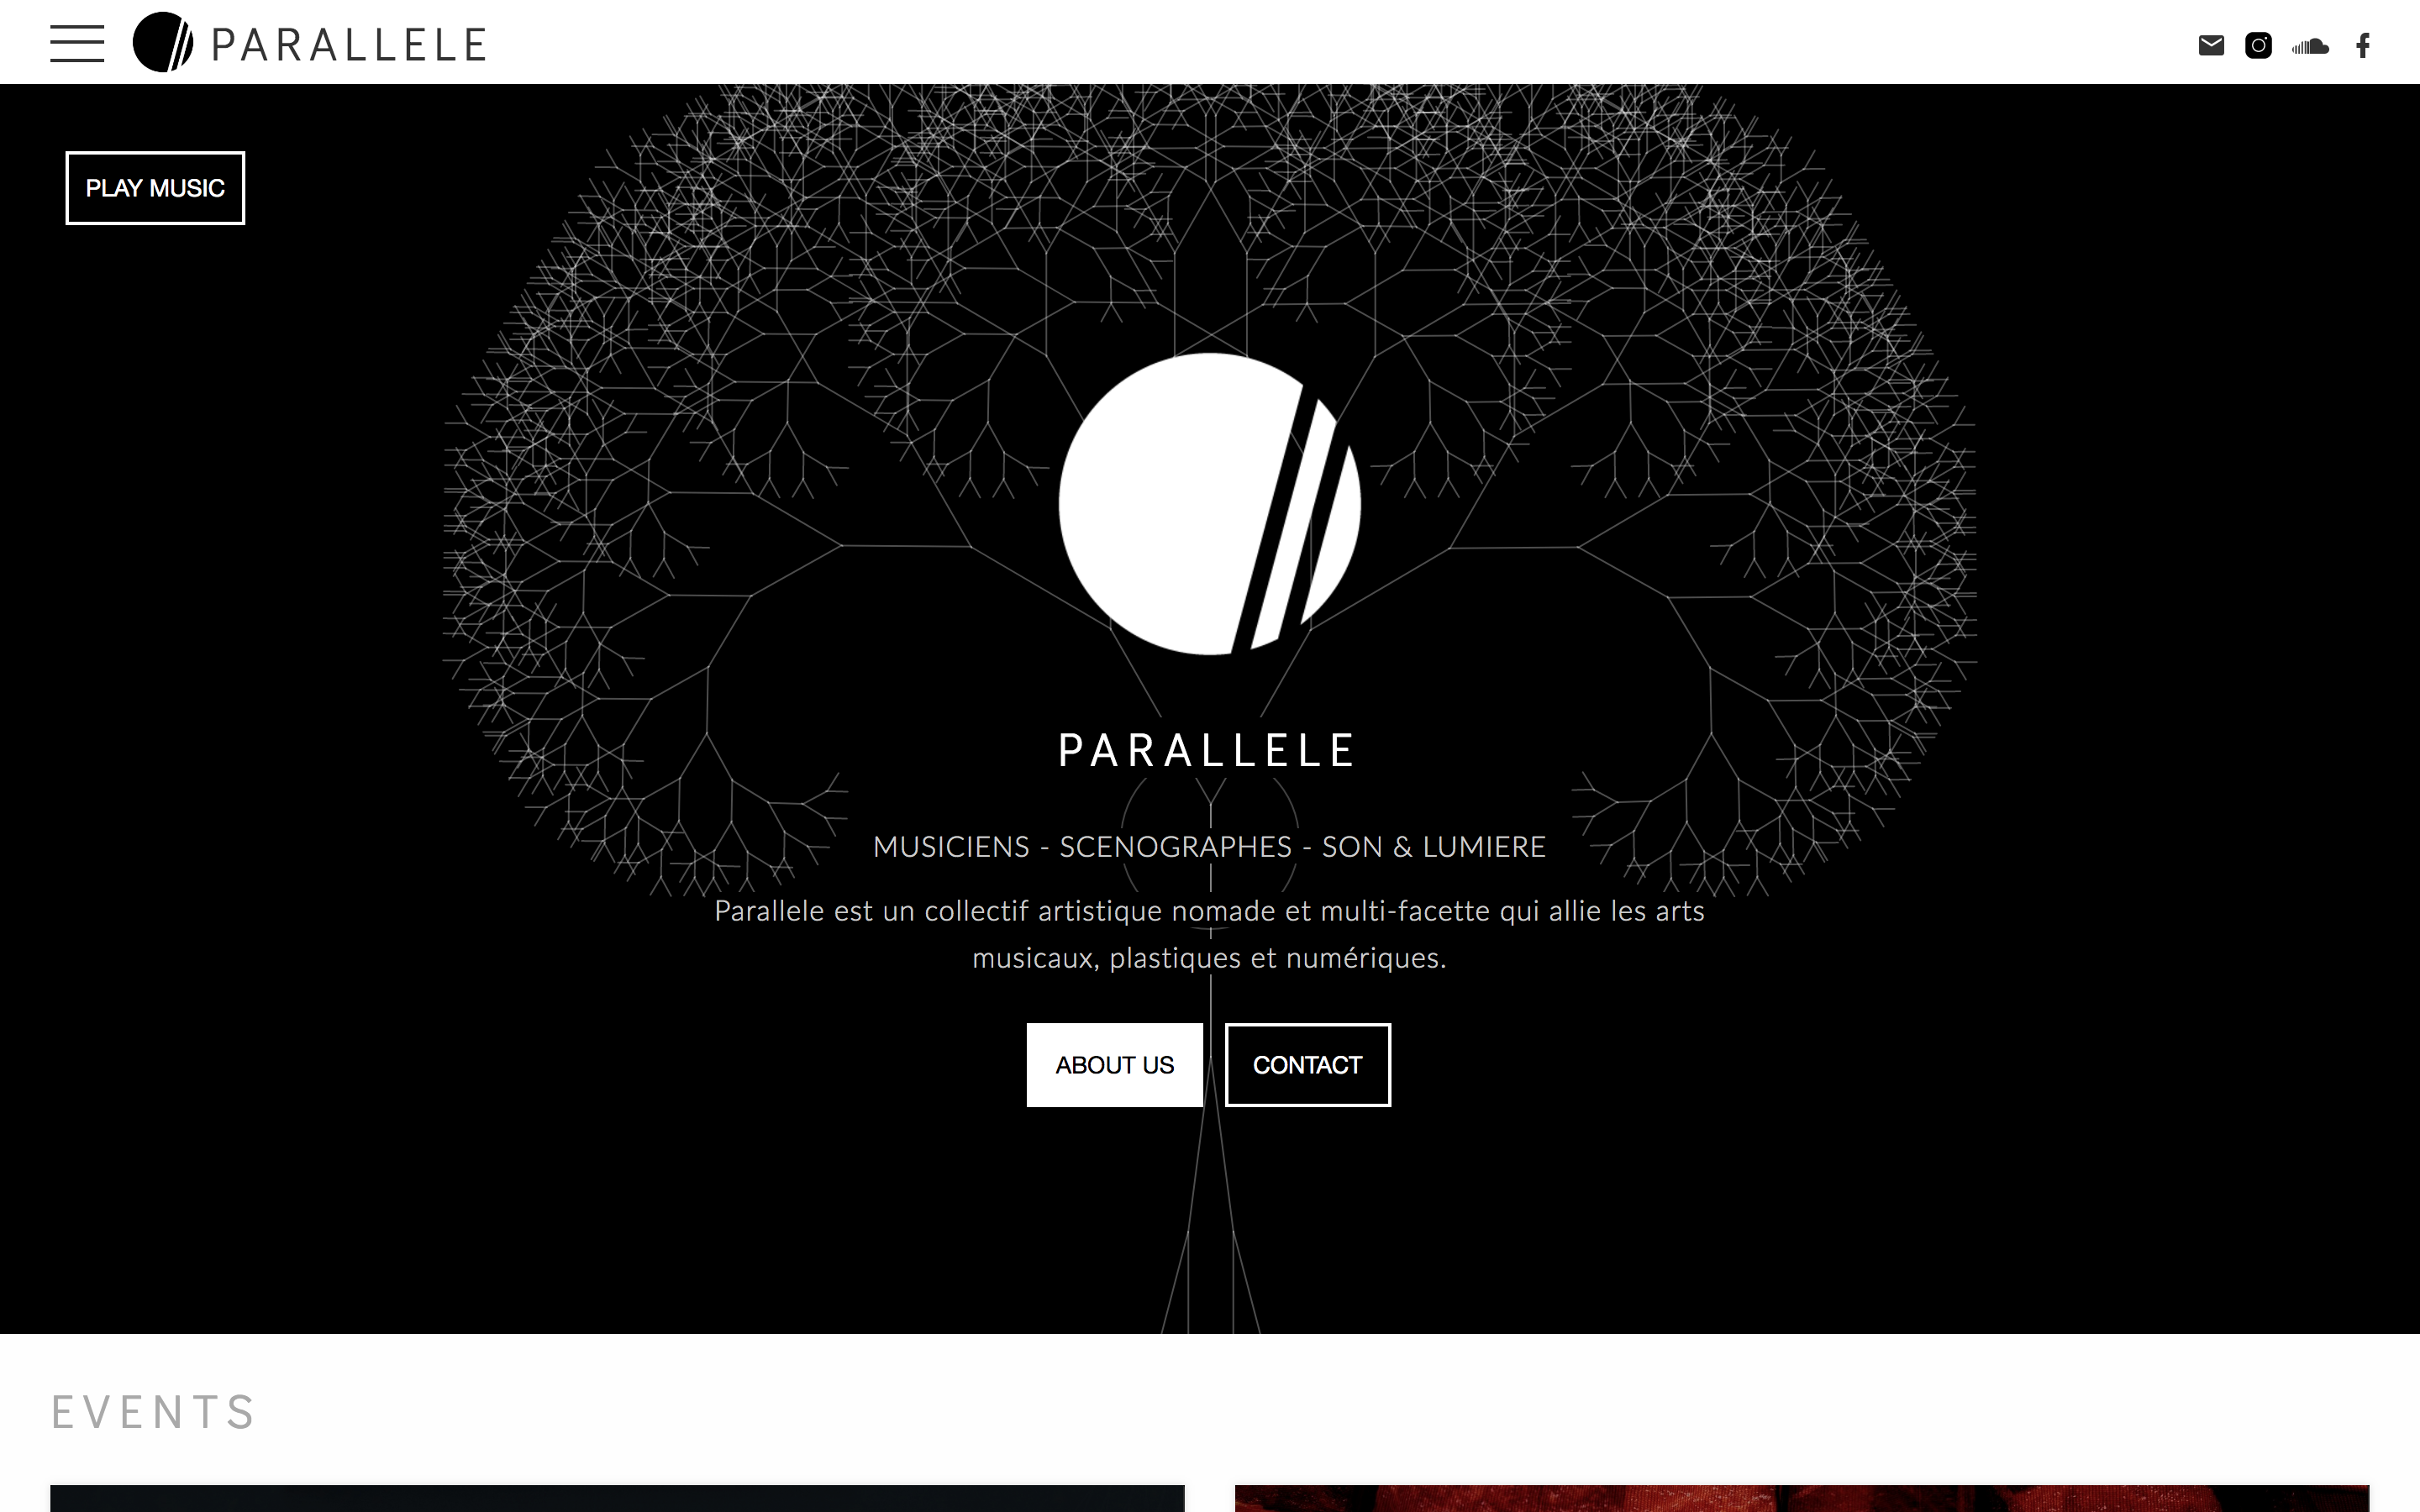 PARALLELE
PLAY MUSIC
PARALLELE
MUSICIENS - SCENOGRAPHES - SON & LUMIERE
Parallele est un collectif artistique nomade et multi-facette qui allie les arts
musicaux, plastiques et numériques.
ABOUT US
CONTACT
EVENTS